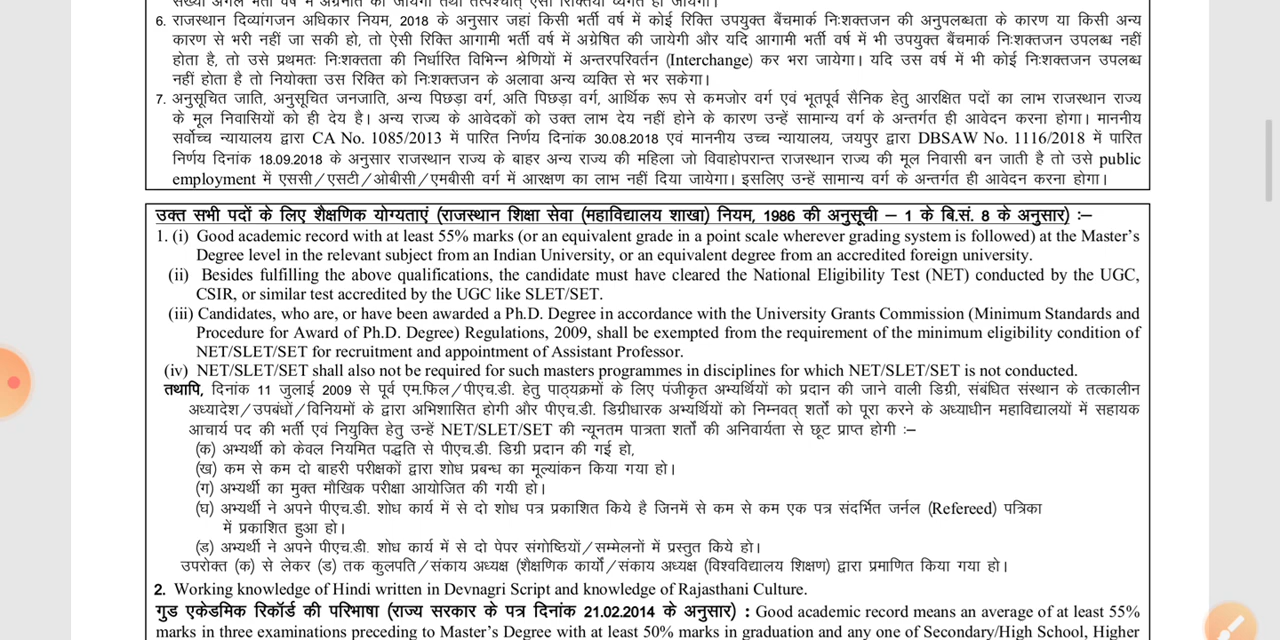 संख्या अगले भर्ती वर्ष में अग्रेनीत की जायेगी तथा तत्पश्चात् ऐसी रिक्तियाँ व्यपगत हो जायेगी।
6. राजस्थान दिव्यांगजन अधिकार नियम, 2018 के अनुसार जहां किसी भर्ती वर्ष में कोई रिक्ति उपयुक्त बैंचमार्क निःशक्तजन की अनुपलब्धता के कारण या किसी अन्य
कारण से भरी नहीं जा सकी हो, तो ऐसी रिक्ति आगामी भर्ती वर्ष में अग्रेषित की जायेगी और यदि आगामी भर्ती वर्ष में भी उपयुक्त बैंचमार्क निःशक्तजन उपलब्ध नहीं
होता है, तो उसे प्रथमतः निःशक्तता की निर्धारित विभिन्न श्रेणियों में अन्तरपरिवर्तन (Interchange) कर भरा जायेगा। यदि उस वर्ष में भी कोई निःशक्तजन उपलब्ध
नहीं होता है तो नियोक्ता उस रिक्ति को निःशक्तजन के अलावा अन्य व्यक्ति से भर सकेगा।
7. अनुसूचित जाति, अनुसूचित जनजाति, अन्य पिछड़ा वर्ग, अति पिछड़ा वर्ग, आर्थिक रूप से कमजोर वर्ग एवं भूतपूर्व सैनिक हेतु आरक्षित पदों का लाभ राजस्थान राज्य
के मूल निवासियों को ही देय है। अन्य राज्य के आवेदकों को उक्त लाभ देय नहीं होने के कारण उन्हें सामान्य वर्ग के अन्तर्गत ही आवेदन करना होगा। माननीय
सर्वोच्च न्यायालय द्वारा CA No. 1085/2013 में पारित निर्णय दिनांक 30.08.2018 एवं माननीय उच्च न्यायालय, जयपुर द्वारा DBSAW No. 1116/2018 में पारित
निर्णय दिनांक 18.09.2018 के अनुसार राजस्थान राज्य के बाहर अन्य राज्य की महिला जो विवाहोपरान्त राजस्थान राज्य की मूल निवासी बन जाती है तो उसे public
employment में एससी/एसटी/ओबीसी/एमबीसी वर्ग में आरक्षण का लाभ नहीं दिया जायेगा। इसलिए उन्हें सामान्य वर्ग के अन्तर्गत ही आवेदन करना होगा।
उक्त सभी पदों के लिए शैक्षणिक योग्यताएं (राजस्थान शिक्षा सेवा (महाविद्यालय शाखा) नियम, 1986 की अनुसूची – 1 के बि.सं. 8 के अनुसार) :–
1. (i) Good academic record with at least 55% marks (or an equivalent grade in a point scale wherever grading system is followed) at the Master’s
Degree level in the relevant subject from an Indian University, or an equivalent degree from an accredited foreign university.
(ii) Besides fulfilling the above qualifications, the candidate must have cleared the National Eligibility Test (NET) conducted by the UGC,
CSIR, or similar test accredited by the UGC like SLET/SET.
(iii) Candidates, who are, or have been awarded a Ph.D. Degree in accordance with the University Grants Commission (Minimum Standards and
Procedure for Award of Ph.D. Degree) Regulations, 2009, shall be exempted from the requirement of the minimum eligibility condition of
NET/SLET/SET for recruitment and appointment of Assistant Professor.
(iv) NET/SLET/SET shall also not be required for such masters programmes in disciplines for which NET/SLET/SET is not conducted.
तथापि, दिनांक 11 जुलाई 2009 से पूर्व एम.फिल/पीएच.डी. हेतु पाठ्यक्रमों के लिए पंजीकृत अभ्यर्थियों को प्रदान की जाने वाली डिग्री, संबंधित संस्थान के तत्कालीन
अध्यादेश/उपबंधों/विनियमों के द्वारा अभिशासित होगी और पीएच.डी. डिग्रीधारक अभ्यर्थियों को निम्नवत् शर्तों को पूरा करने के अध्याधीन महाविद्यालयों में सहायक
आचार्य पद की भर्ती एवं नियुक्ति हेतु उन्हें NET/SLET/SET की न्यूनतम पात्रता शर्तों की अनिवार्यता से छूट प्राप्त होगी :–
(क) अभ्यर्थी को केवल नियमित पद्धति से पीएच.डी. डिग्री प्रदान की गई हो,
(ख) कम से कम दो बाहरी परीक्षकों द्वारा शोध प्रबन्ध का मूल्यांकन किया गया हो।
(ग) अभ्यर्थी का मुक्त मौखिक परीक्षा आयोजित की गयी हो।
(घ) अभ्यर्थी ने अपने पीएच.डी. शोध कार्य में से दो शोध पत्र प्रकाशित किये है जिनमें से कम से कम एक पत्र संदर्भित जर्नल (Refereed) पत्रिका
में प्रकाशित हुआ हो।
(ड) अभ्यर्थी ने अपने पीएच.डी. शोध कार्य में से दो पेपर संगोष्ठियों/सम्मेलनों में प्रस्तुत किये हो।
उपरोक्त (क) से लेकर (ड) तक कुलपति/संकाय अध्यक्ष (शैक्षणिक कार्यों/संकाय अध्यक्ष (विश्वविद्यालय शिक्षण) द्वारा प्रमाणित किया गया हो।
2. Working knowledge of Hindi written in Devnagri Script and knowledge of Rajasthani Culture.
गुड एकेडमिक रिकॉर्ड की परिभाषा (राज्य सरकार के पत्र दिनांक 21.02.2014 के अनुसार) : Good academic record means an average of at least 55%
marks in three examinations preceding to Master’s Degree with at least 50% marks in graduation and any one of Secondary/High School, Higher